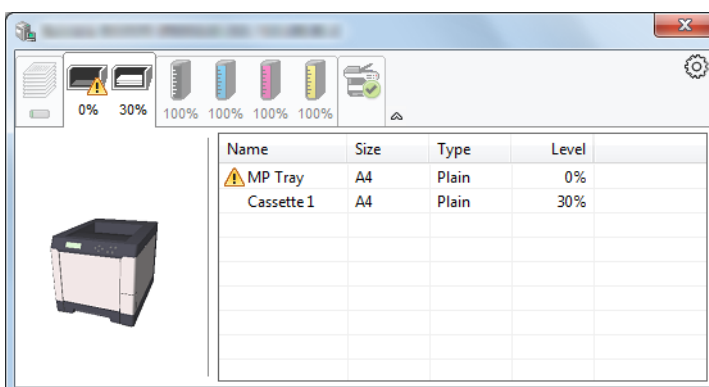 0% 30% 100% 100% 100% 100%
Name Size Type Level
MP Tray A4 Plain 0%
Cassette 1 A4 Plain 30%